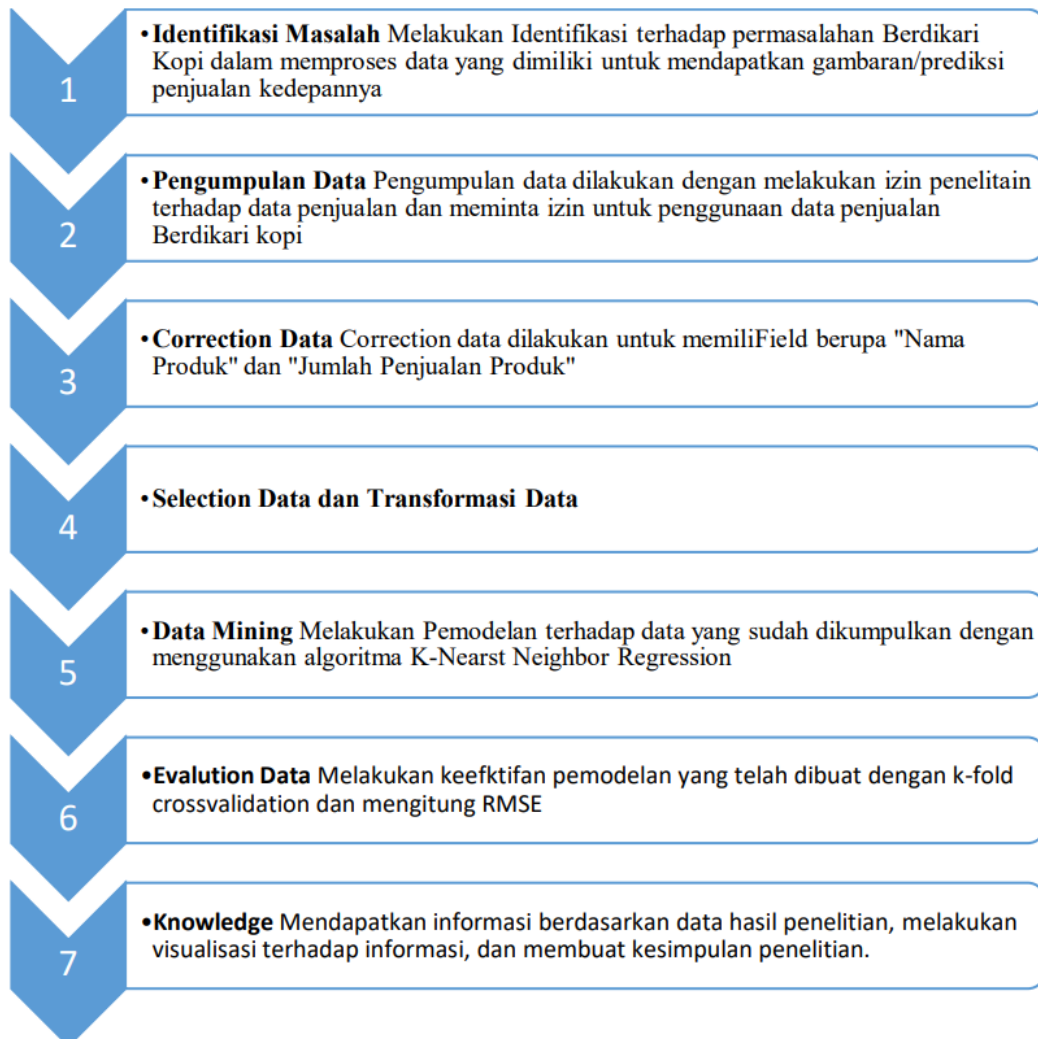 1
•Identifikasi Masalah Melakukan Identifikasi terhadap permasalahan Berdikari
Kopi dalam memproses data yang dimiliki untuk mendapatkan gambaran/prediksi
penjualan kedepannya
2
•Pengumpulan Data Pengumpulan data dilakukan dengan melakukan izin penelitain
terhadap data penjualan dan meminta izin untuk penggunaan data penjualan
Berdikari kopi
3
•Correction Data Correction data dilakukan untuk memiliField berupa "Nama
Produk" dan "Jumlah Penjualan Produk"
4
•Selection Data dan Transformasi Data
5
•Data Mining Melakukan Pemodelan terhadap data yang sudah dikumpulkan dengan
menggunakan algoritma K-Nearst Neighbor Regression
6
•Evalution Data Melakukan keefktifan pemodelan yang telah dibuat dengan k-fold
crossvalidation dan mengitung RMSE
7
•Knowledge Mendapatkan informasi berdasarkan data hasil penelitian, melakukan
visualisasi terhadap informasi, dan membuat kesimpulan penelitian.